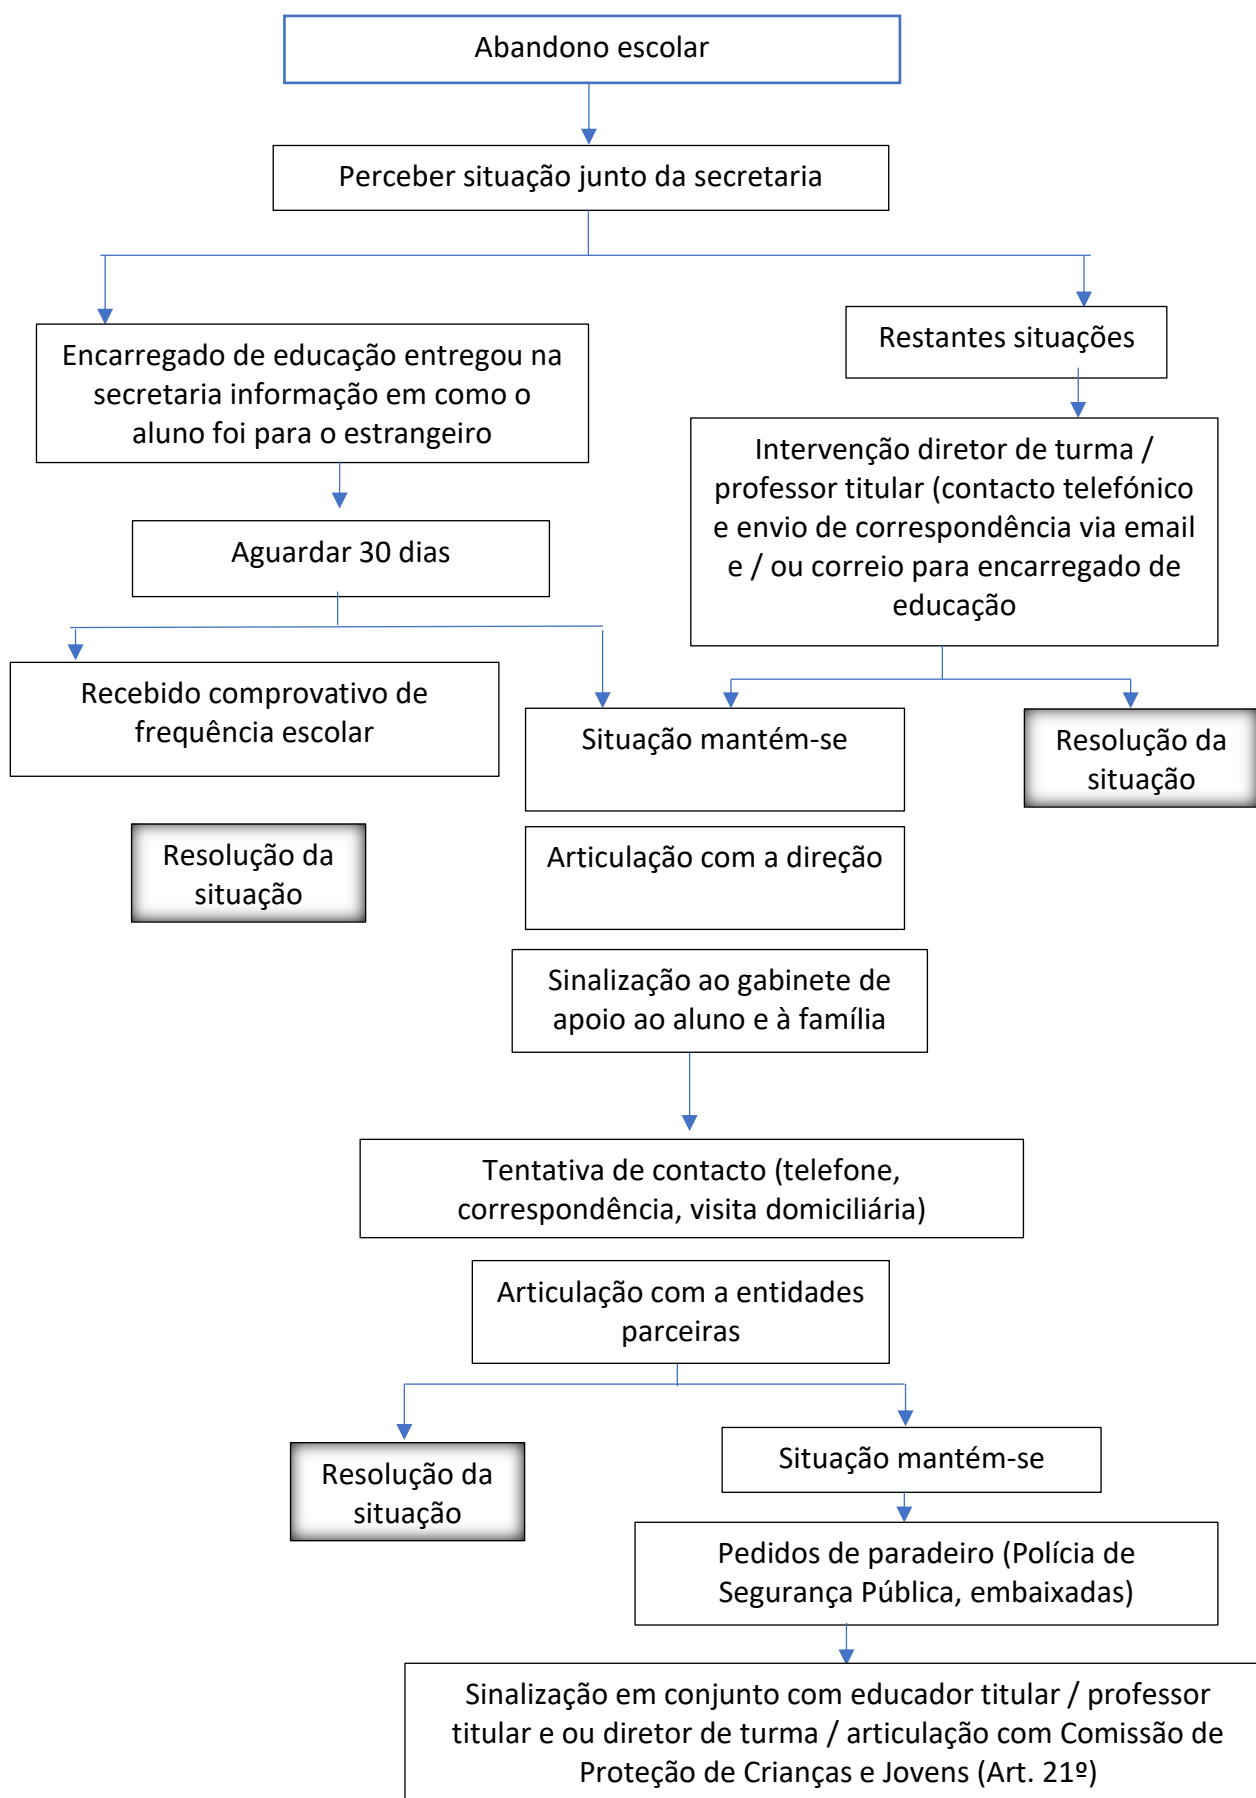 Abandono escolar
Perceber situação junto da secretaria
Encarregado de educação entregou na
secretaria informação em como o
aluno foi para o estrangeiro
Restantes situações
Intervenção diretor de turma /
professor titular (contacto telefónico
e envio de correspondência via email
e / ou correio para encarregado de
educação
Aguardar 30 dias
Recebido comprovativo de
frequência escolar
Situação mantém-se
Resolução da
situação
Resolução da
situação
Articulação com a direção
Sinalização ao gabinete de
apoio ao aluno e à família
Tentativa de contacto (telefone,
correspondência, visita domiciliária)
Articulação com a entidades
parceiras
Resolução da
situação
Situação mantém-se
Pedidos de paradeiro (Polícia de
Segurança Pública, embaixadas)
Sinalização em conjunto com educador titular / professor
titular e ou diretor de turma / articulação com Comissão de
Proteção de Crianças e Jovens (Art. 21º)